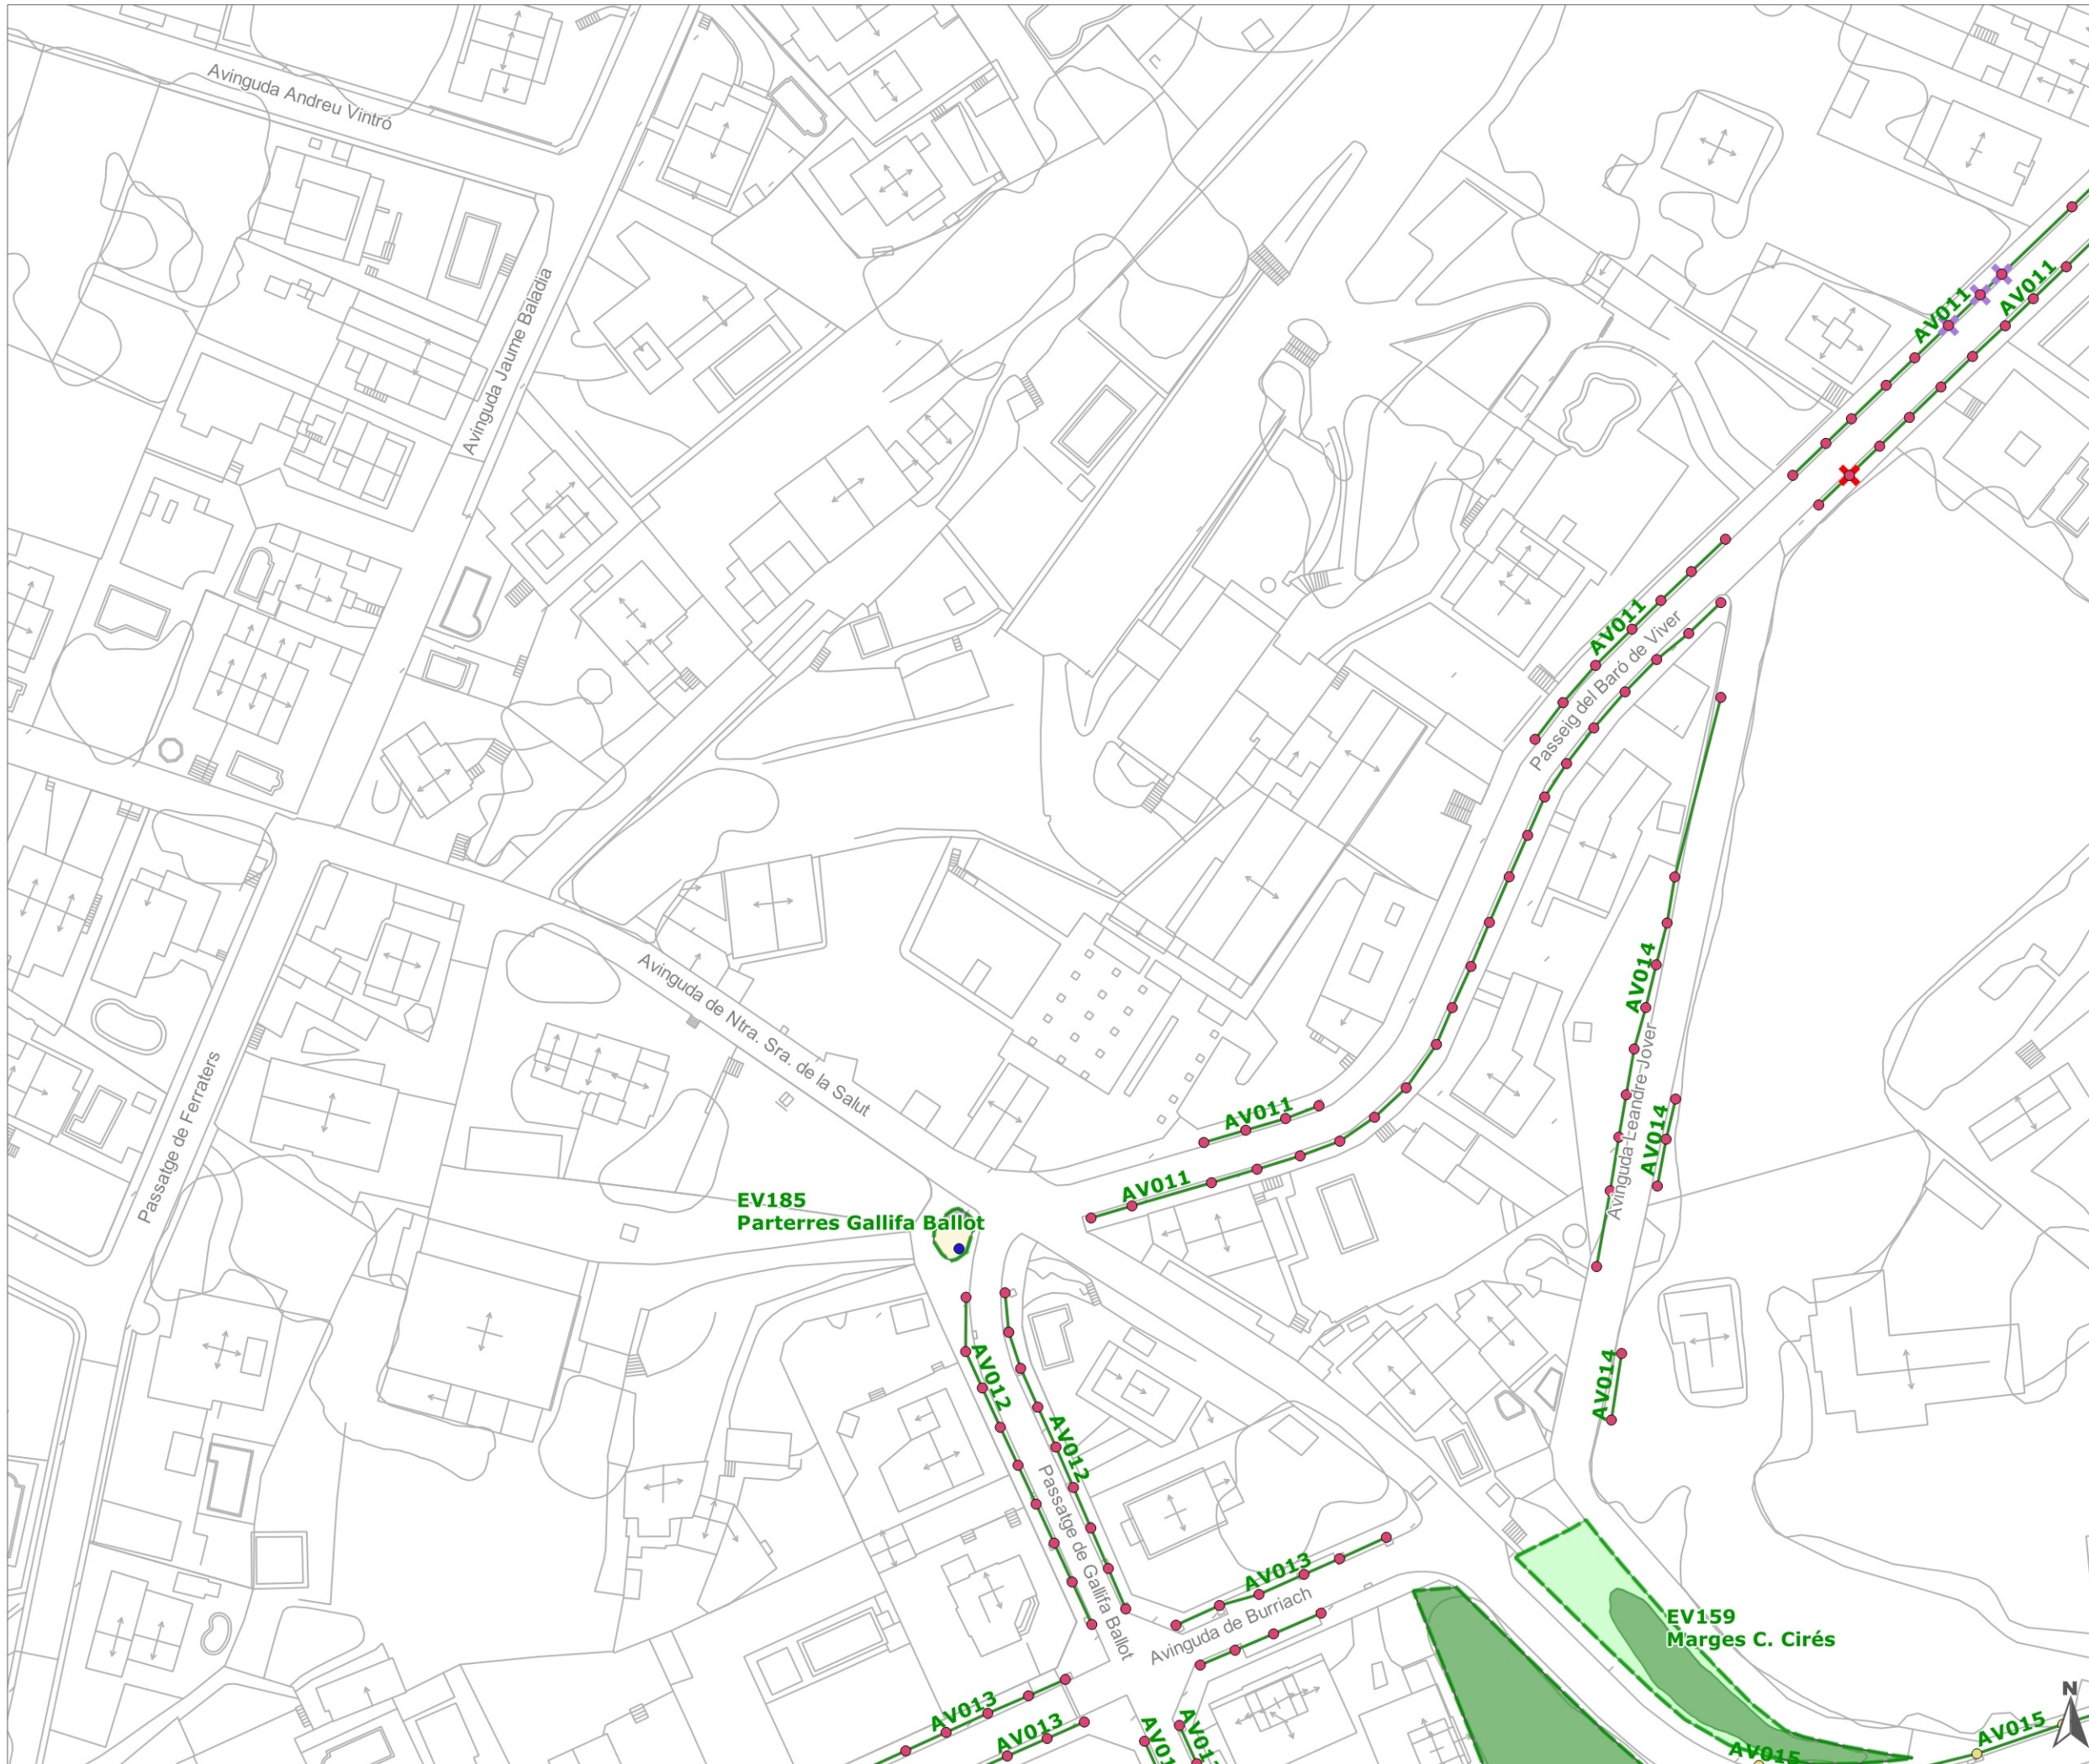 Avinguda Andreu Vintró
Avinguda Jaume Baladia
AV011
AV011
AV011
Passeig del Baró de Viver
AV014
Avinguda Leandre Jover
AV014
Avinguda de Ntra. Sra. de la Salut
Passatge de Ferraters
AV011
AV011
EV185
Parterres Gallifa Ballot
AV012
AV012
Passatge de Gallifa Ballot
AV014
AV013
Avinguda de Burriach
EV159
Marges C. Cirés
AV013
AV013
N
AV015
AV015